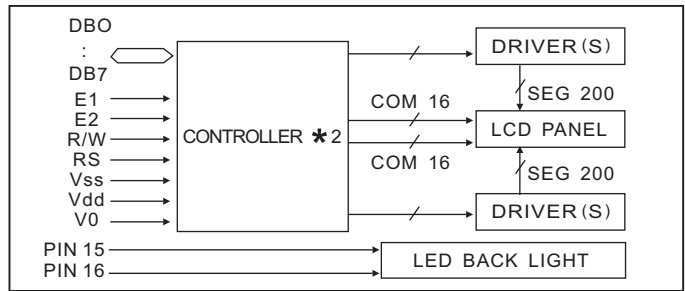 DBO
:
DB7
E1
E2
R/W
RS
Vss
Vdd
V0
PIN 15
PIN 16
CONTROLLER * 2
COM 16
COM 16
DRIVER(S)
SEG 200
LCD PANEL
SEG 200
DRIVER(S)
LED BACK LIGHT